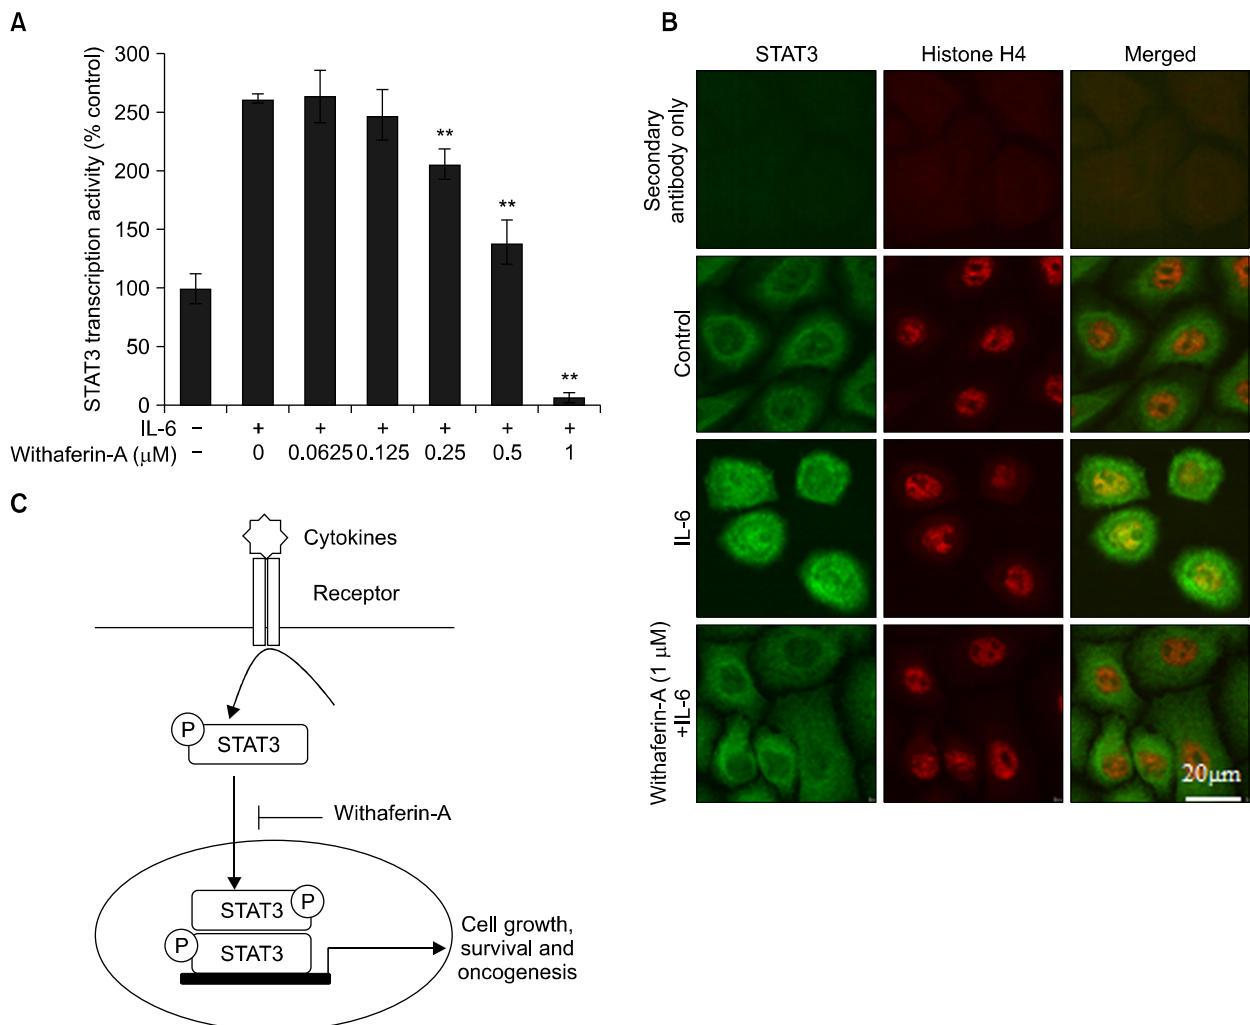 A
STAT3 transcription activity (% control)
300
250
200
150
100
50
0
**
**
**
IL-6 – + + + + + +
Withaferin-A (μM) – 0 0.0625 0.125 0.25 0.5 1
B
STAT3 Histone H4 Merged
Secondary
antibody only
Control
IL-6
Withaferin-A (1 μM)
+IL-6
20μm
C
Cytokines
Receptor
P
STAT3
Withaferin-A
STAT3 P
P STAT3
Cell growth,
survival and
oncogenesis